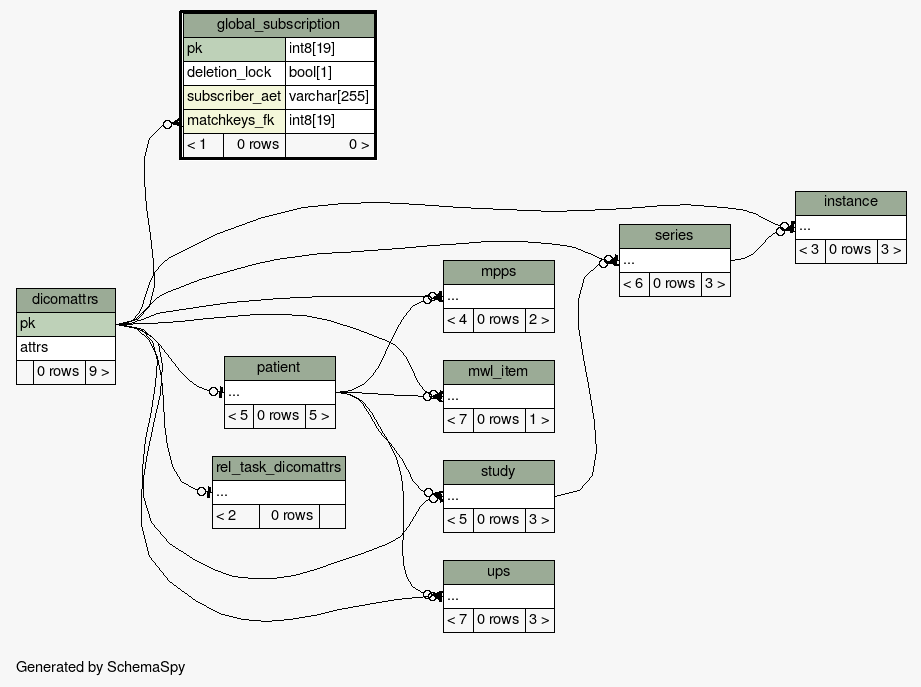 global_subscription
pk int8[19]
deletion_lock bool[1]
subscriber_aet varchar[255]
matchkeys_fk int8[19]
< 1 0 rows 0 >
instance
...
< 3 0 rows 3 >
series
...
< 6 0 rows 3 >
mpps
...
< 4 0 rows 2 >
dicomattrs
pk
attrs
0 rows 9 >
patient
...
< 5 0 rows 5 >
mwl_item
...
< 7 0 rows 1 >
rel_task_dicomattrs
...
< 2 0 rows
study
...
< 5 0 rows 3 >
ups
...
< 7 0 rows 3 >
Generated by SchemaSpy